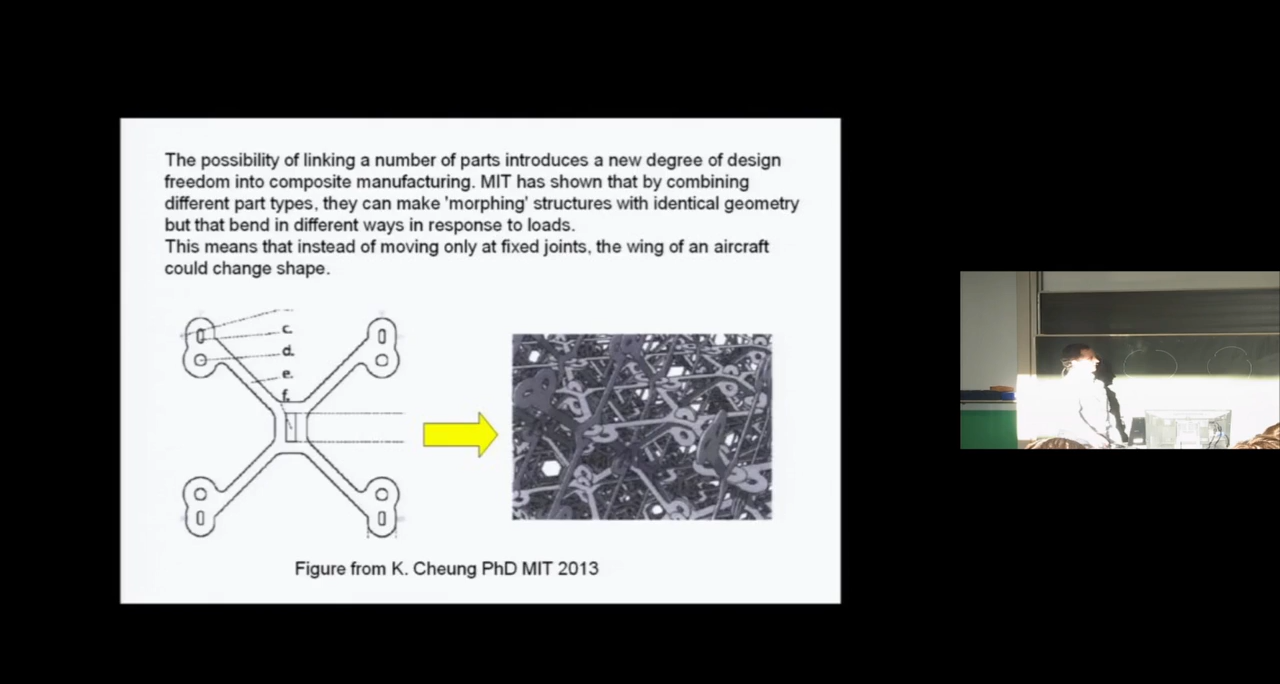 The possibility of linking a number of parts introduces a new degree of design
freedom into composite manufacturing. MIT has shown that by combining
different part types, they can make 'morphing' structures with identical geometry
but that bend in different ways in response to loads.
This means that instead of moving only at fixed joints, the wing of an aircraft
could change shape.
c.
d.
e.
f.
Figure from K. Cheung PhD MIT 2013